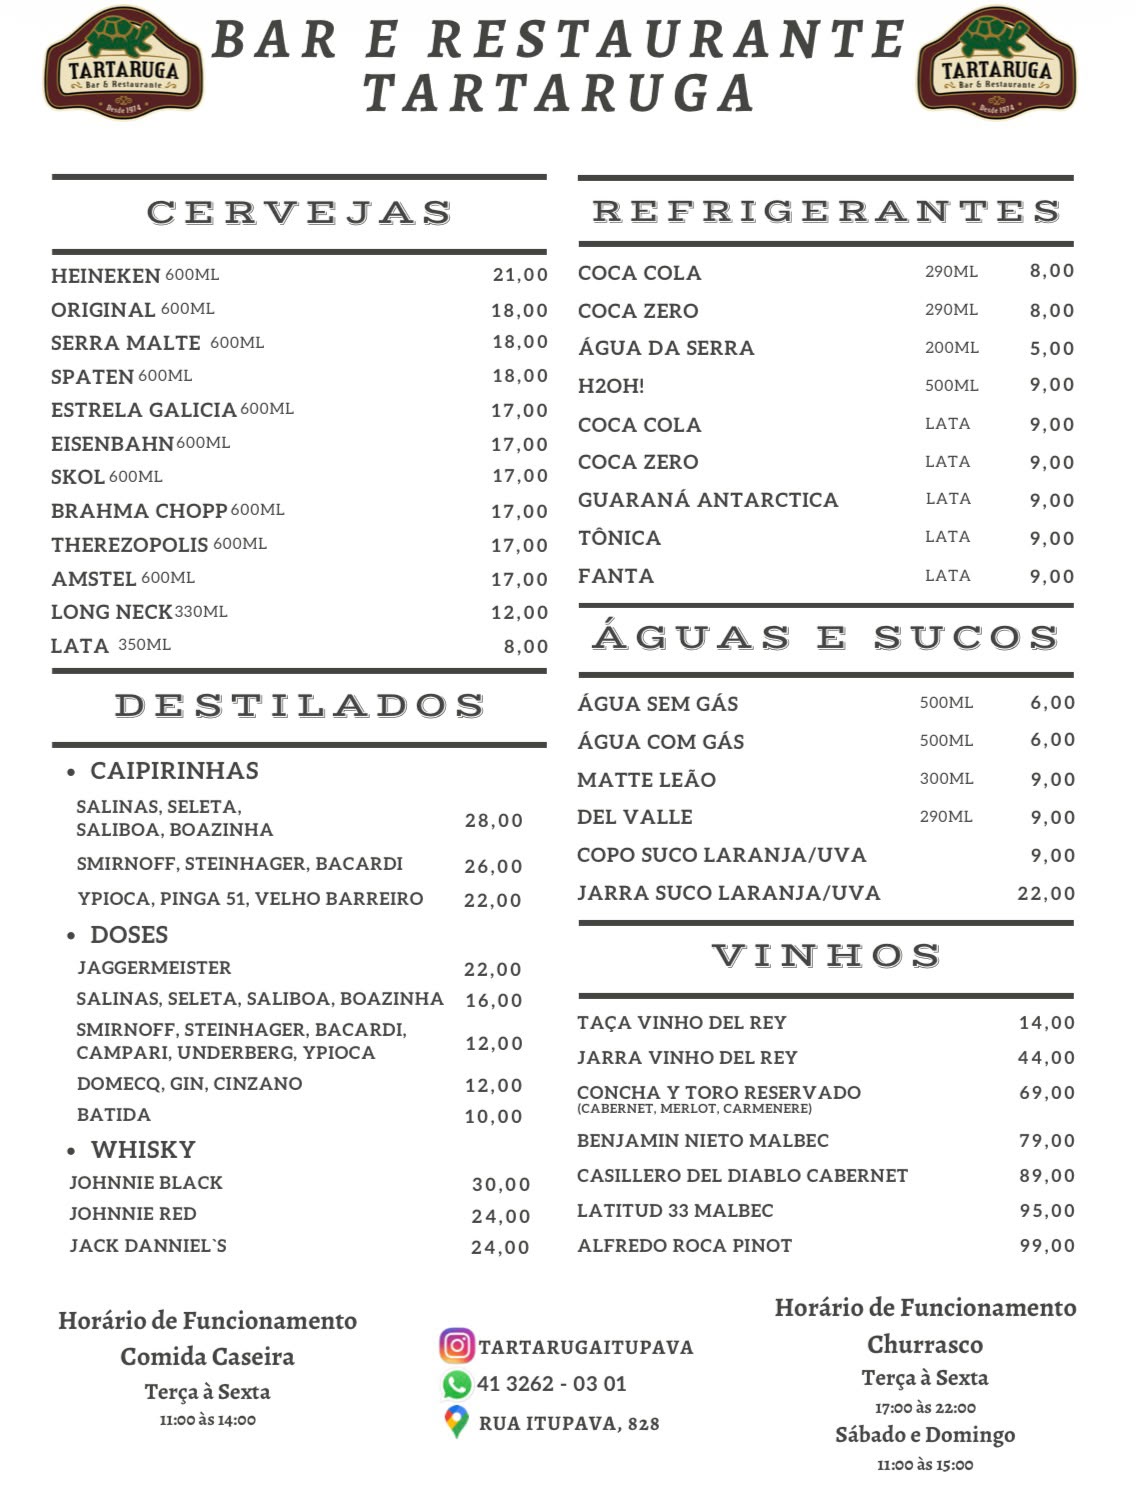 TARTARUGA
Bar & Restaurante
Desde 1974
BAR E RESTAURANTE
TARTARUGA
TARTARUGA
Bar & Restaurante
Desde 1974
CERVEJAS
HEINEKEN 600ML 21,00
ORIGINAL 600ML 18,00
SERRA MALTE 600ML 18,00
SPATEN 600ML 18,00
ESTRELA GALICIA 600ML 17,00
EISENBAHN 600ML 17,00
SKOL 600ML 17,00
BRAHMA CHOPP 600ML 17,00
THEREZOPOLIS 600ML 17,00
AMSTEL 600ML 17,00
LONG NECK 330ML 12,00
LATA 350ML 8,00
DESTILADOS
• CAIPIRINHAS
SALINAS, SELETA,
SALIBOA, BOAZINHA 28,00
SMIRNOFF, STEINHAGER, BACARDI 26,00
YPIOCA, PINGA 51, VELHO BARREIRO 22,00
• DOSES
JAGGERMEISTER 22,00
SALINAS, SELETA, SALIBOA, BOAZINHA 16,00
SMIRNOFF, STEINHAGER, BACARDI,
CAMPARI, UNDERBERG, YPIOCA 12,00
DOMECQ, GIN, CINZANO 12,00
BATIDA 10,00
• WHISKY
JOHNNIE BLACK 30,00
JOHNNIE RED 24,00
JACK DANNIEL`S 24,00
REFRIGERANTES
COCA COLA 290ML 8,00
COCA ZERO 290ML 8,00
ÁGUA DA SERRA 200ML 5,00
H2OH! 500ML 9,00
COCA COLA LATA 9,00
COCA ZERO LATA 9,00
GUARANÁ ANTARCTICA LATA 9,00
TÔNICA LATA 9,00
FANTA LATA 9,00
ÁGUAS E SUCOS
ÁGUA SEM GÁS 500ML 6,00
ÁGUA COM GÁS 500ML 6,00
MATTE LEÃO 300ML 9,00
DEL VALLE 290ML 9,00
COPO SUCO LARANJA/UVA 9,00
JARRA SUCO LARANJA/UVA 22,00
VINHOS
TAÇA VINHO DEL REY 14,00
JARRA VINHO DEL REY 44,00
CONCHA Y TORO RESERVADO 69,00
(CABERNET, MERLOT, CARMENERE)
BENJAMIN NIETO MALBEC 79,00
CASILLERO DEL DIABLO CABERNET 89,00
LATITUD 33 MALBEC 95,00
ALFREDO ROCA PINOT 99,00
Horário de Funcionamento
Comida Caseira
Terça à Sexta
11:00 às 14:00
TARTARUGAITUPAVA
41 3262 - 03 01
RUA ITUPAVA, 828
Horário de Funcionamento
Churrasco
Terça à Sexta
17:00 às 22:00
Sábado e Domingo
11:00 às 15:00